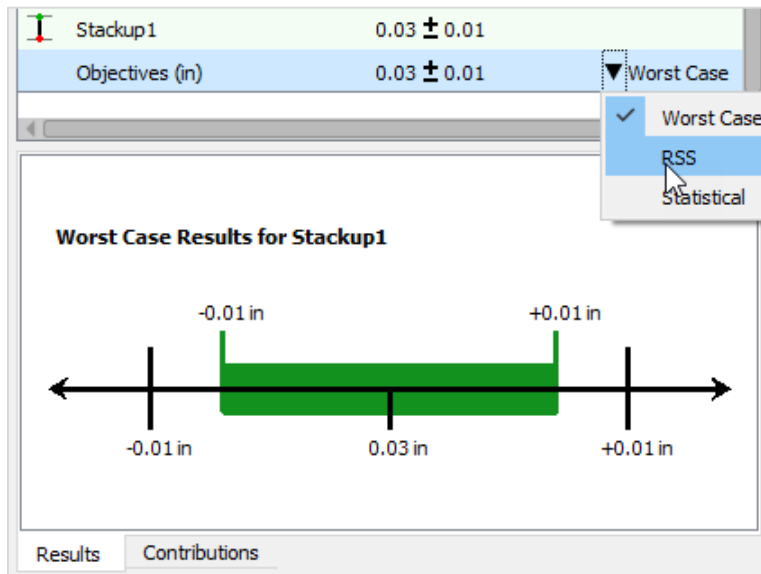 Stackup1 0.03 ± 0.01
Objectives (in) 0.03 ± 0.01 Worst Case
Worst Case
RSS
Statistical
Worst Case Results for Stackup1
-0.01 in +0.01 in
-0.01 in 0.03 in +0.01 in
Results Contributions